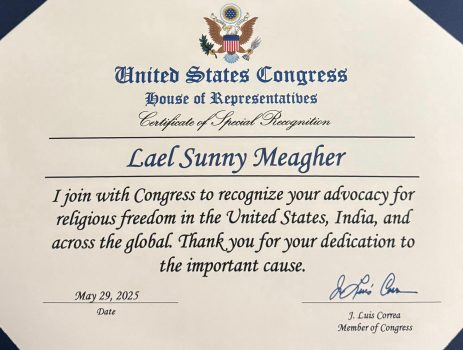 United States Congress
House of Representatives
Certificate of Special Recognition
Lael Sunny Meagher
I join with Congress to recognize your advocacy for
religious freedom in the United States, India, and
across the global. Thank you for your dedication to
the important cause.
May 29, 2025
Date
J. Luis Correa
Member of Congress